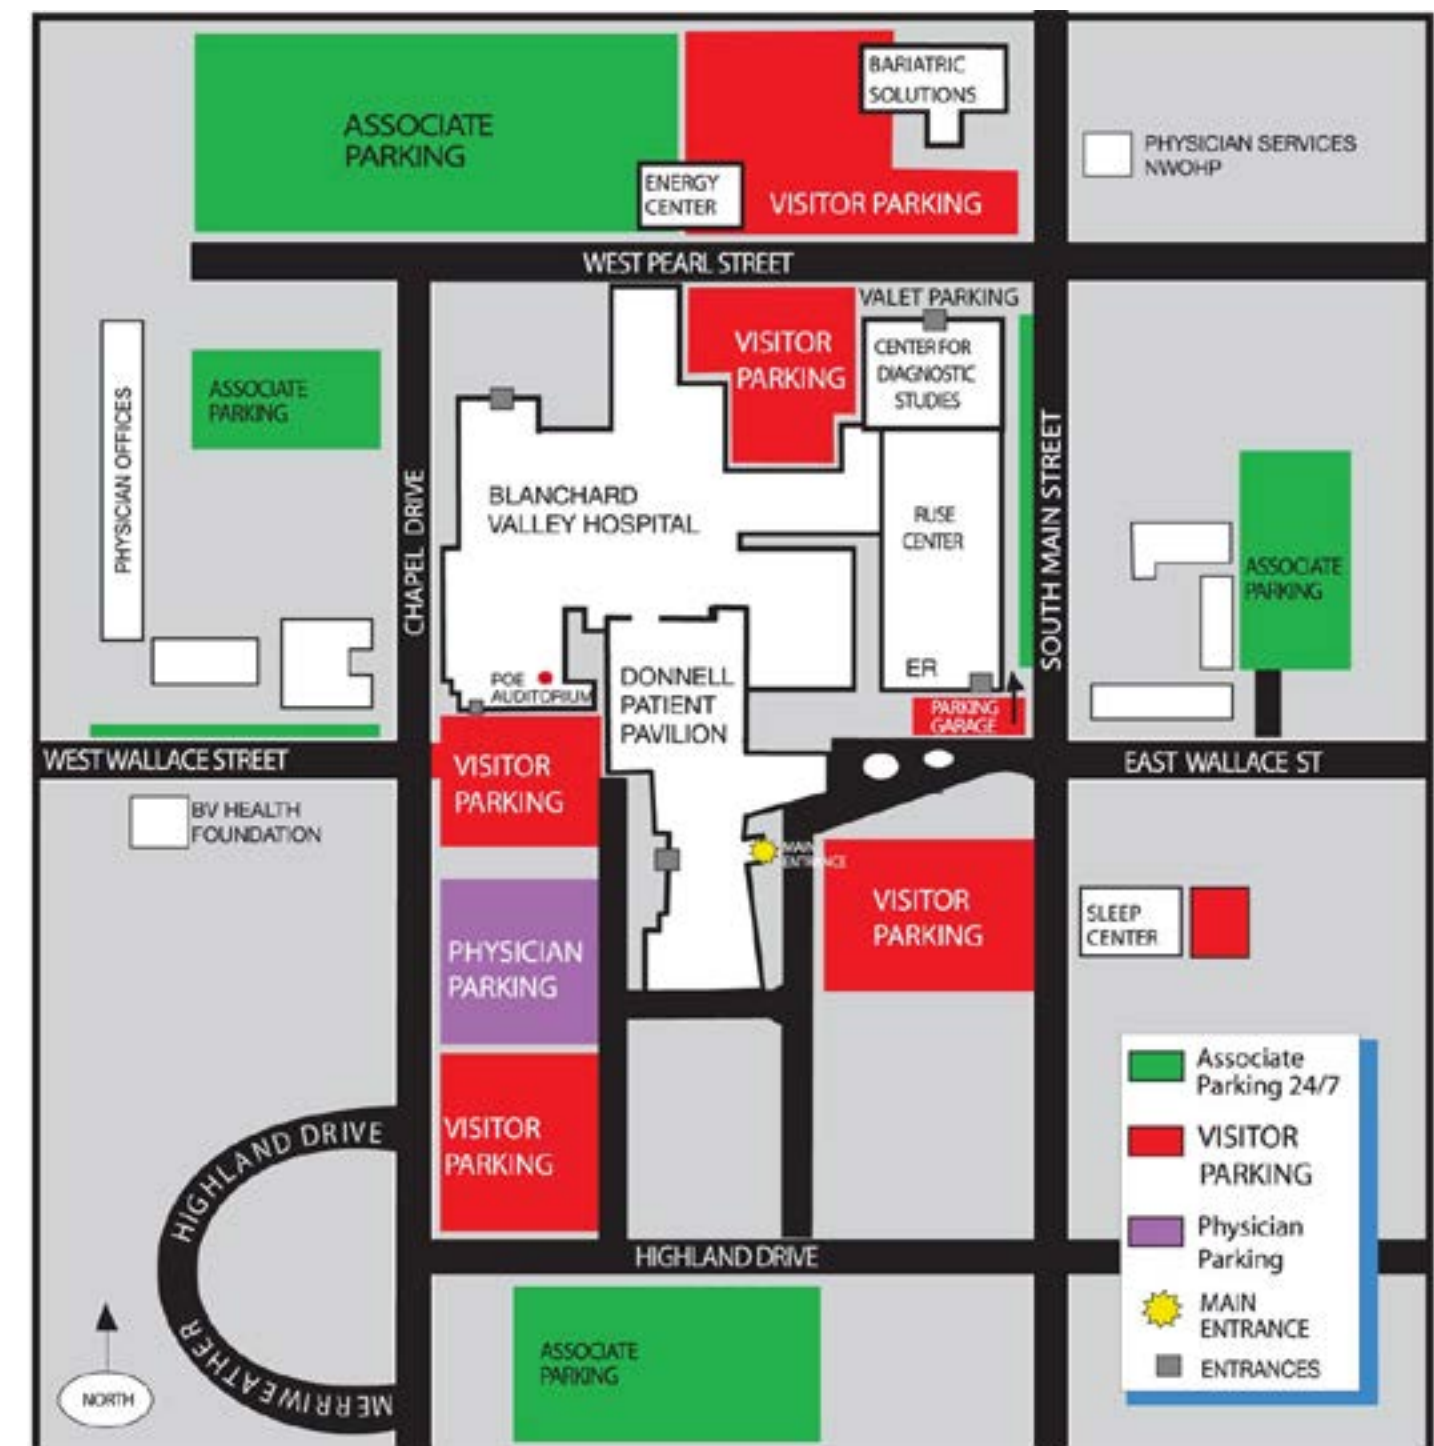 ASSOCIATE
PARKING
BARIATRIC
SOLUTIONS
ENERGY
CENTER
VISITOR PARKING
PHYSICIAN SERVICES
NWOHP
WEST PEARL STREET
VALET PARKING
VISITOR
PARKING
CENTER FOR
DIAGNOSTIC
STUDIES
PHYSICIAN OFFICES
ASSOCIATE
PARKING
CHAPEL DRIVE
BLANCHARD
VALLEY HOSPITAL
RUSE
CENTER
SOUTH MAIN STREET
ASSOCIATE
PARKING
ER
POE
AUDITORIUM
DONNELL
PATIENT
PAVILION
PARKING
GARAGE
WEST WALLACE STREET
EAST WALLACE ST
VISITOR
PARKING
BV HEALTH
FOUNDATION
MAIN
ENTRANCE
VISITOR
PARKING
SLEEP
CENTER
PHYSICIAN
PARKING
VISITOR
PARKING
HIGHLAND DRIVE
MERRIWEATHER
HIGHLAND DRIVE
ASSOCIATE
PARKING
NORTH
Associate
Parking 24/7
VISITOR
PARKING
Physician
Parking
MAIN
ENTRANCE
ENTRANCES